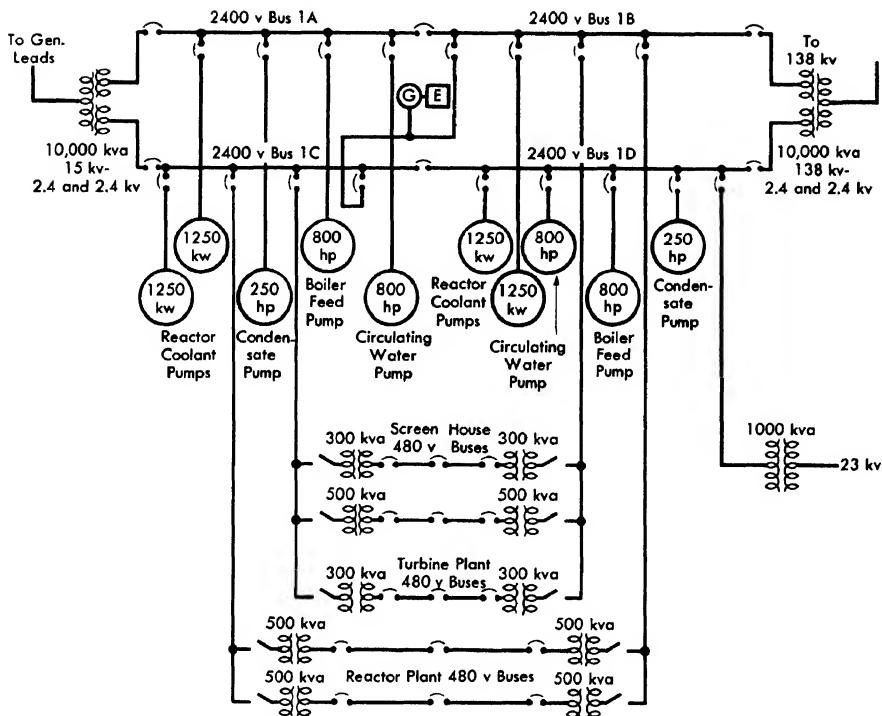 2400 v Bus 1A
2400 v Bus 1B
To Gen.
Leads
To
138 kv
G
E
10,000 kva
15 kv-
2.4 and 2.4 kv
2400 v Bus 1C
2400 v Bus 1D
10,000 kva
138 kv-
2.4 and 2.4 kv
1250
kw
1250
kw
Reactor
Coolant
Pumps
250
hp
Conden-
sate
Pump
800
hp
Boiler
Feed
Pump
800
hp
Circulating
Water
Pump
1250
kw
Reactor
Coolant
Pumps
1250
kw
800
hp
Circulating
Water
Pump
800
hp
Boiler
Feed
Pump
250
hp
Conden-
sate
Pump
300 kva
Screen House
480 v Buses
300 kva
500 kva
500 kva
1000 kva
23 kv
300 kva
Turbine Plant
480 v Buses
300 kva
500 kva
500 kva
500 kva
Reactor Plant 480 v Buses
500 kva